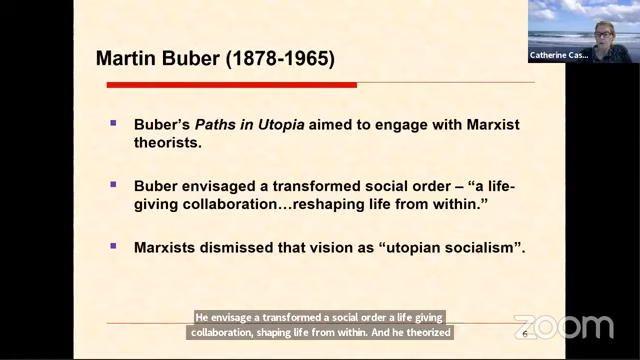 Catherine Cas...
Martin Buber (1878-1965)
Buber's Paths in Utopia aimed to engage with Marxist
theorists.
Buber envisaged a transformed social order – “a life-
giving collaboration…reshaping life from within.”
Marxists dismissed that vision as “utopian socialism”.
He envisage a transformed a social order a life giving
collaboration, shaping life from within. And he theorized
6
zoom